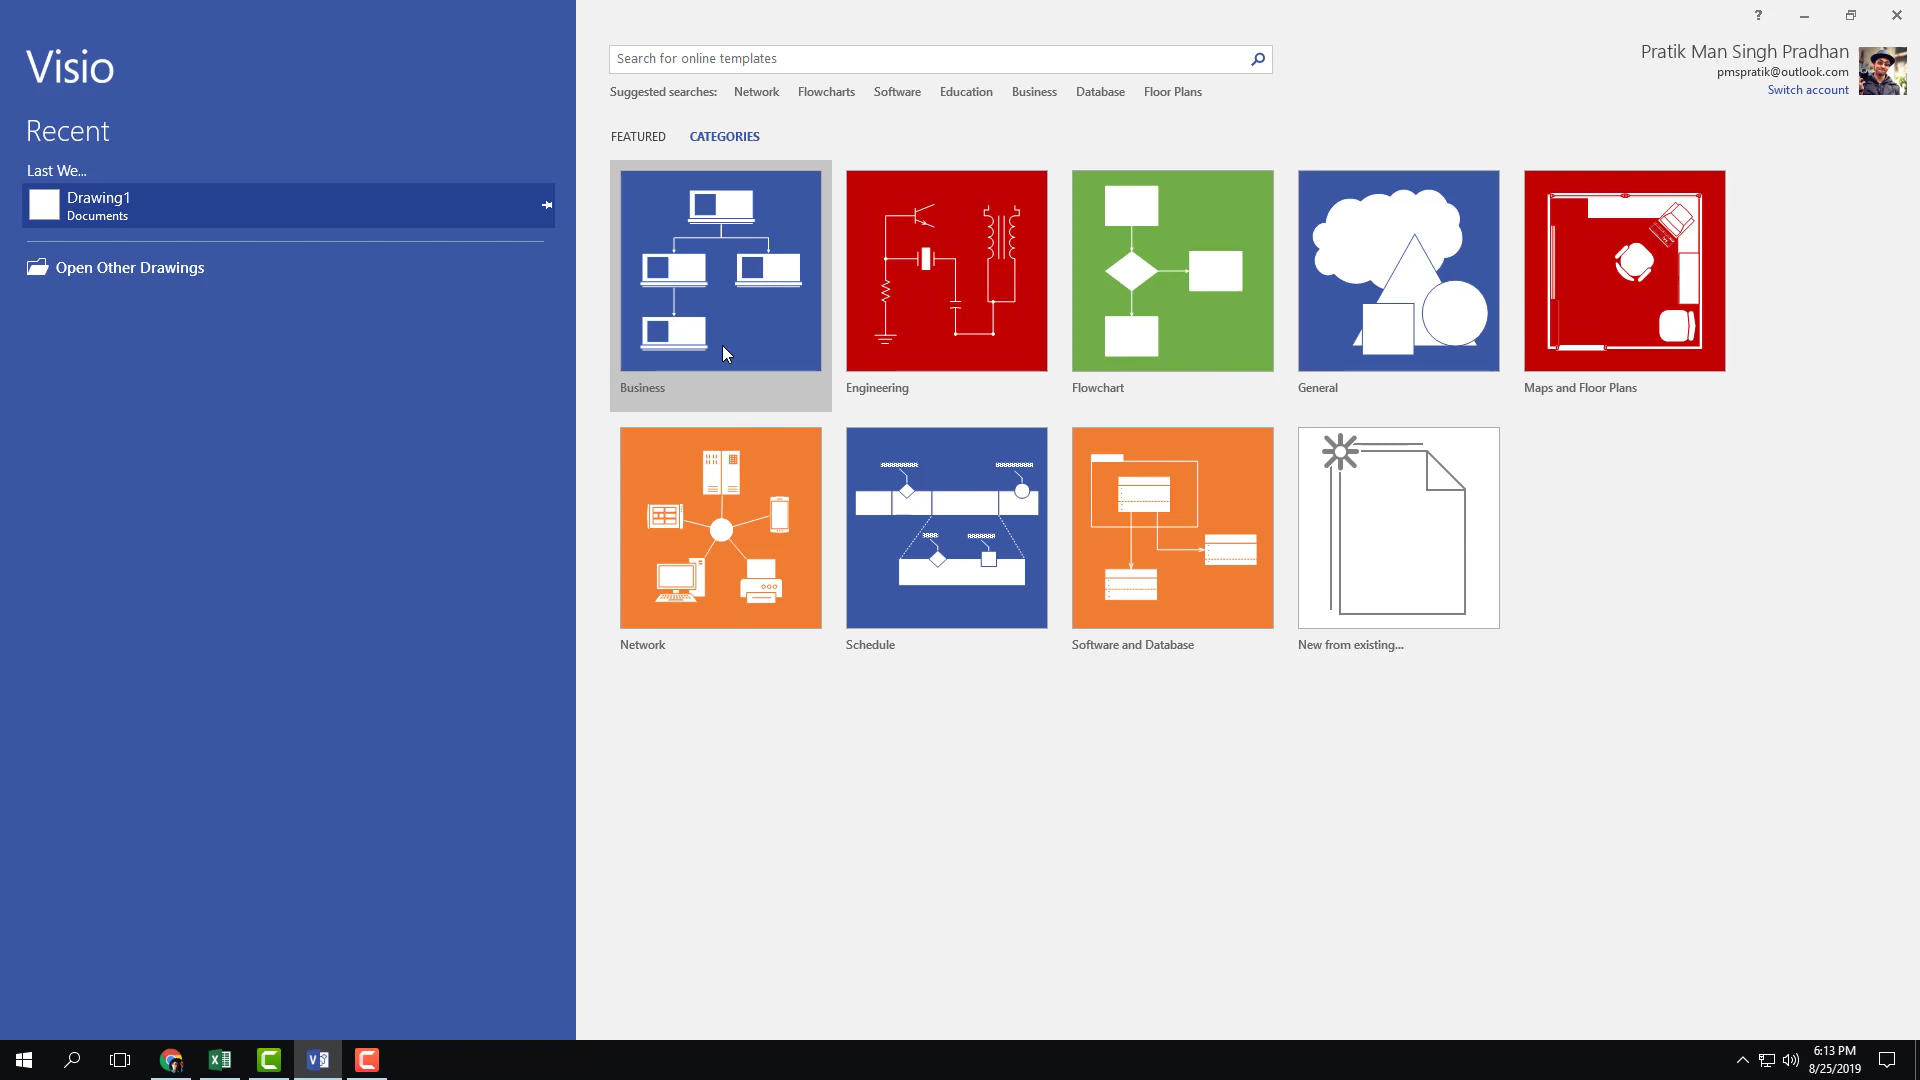 Visio
Recent
Last We...
Drawing1
Documents
Open Other Drawings
?
Search for online templates
Suggested searches: Network Flowcharts Software Education Business Database Floor Plans
Pratik Man Singh Pradhan
pmspratik@outlook.com
Switch account
FEATURED CATEGORIES
Business Engineering Flowchart General Maps and Floor Plans
Network Schedule Software and Database New from existing...
6:13 PM
8/25/2019